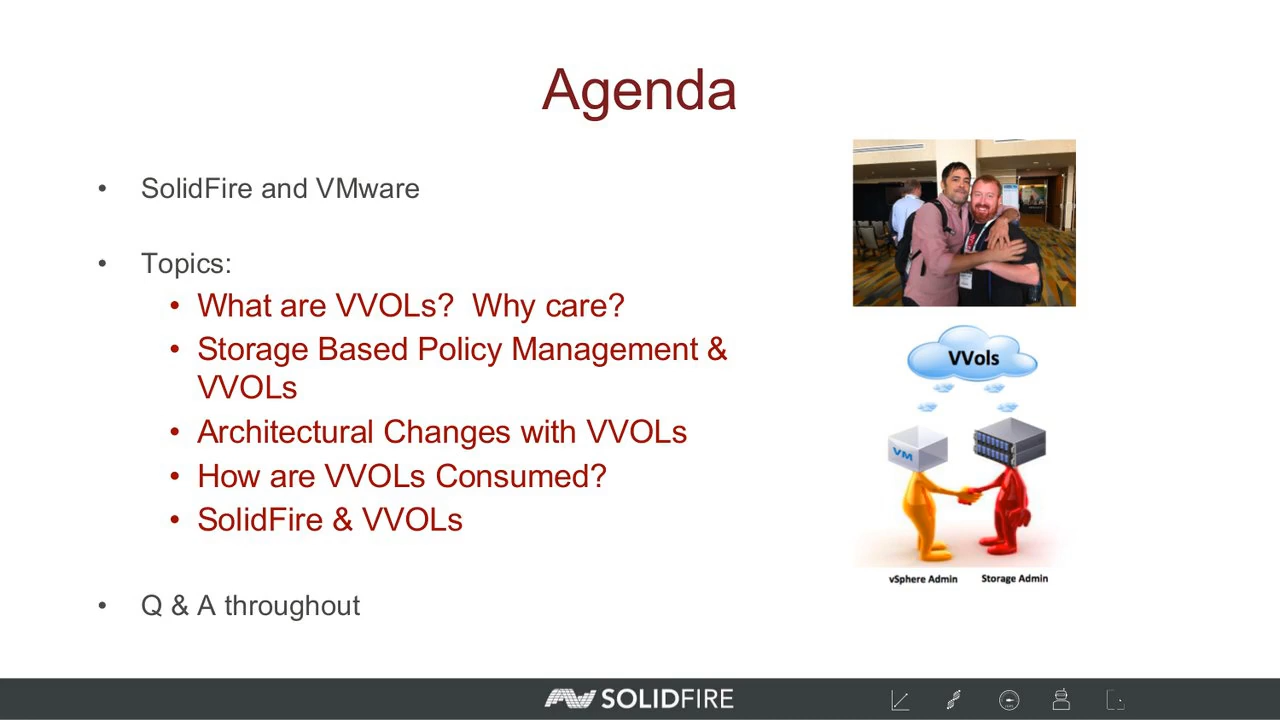 Agenda
• SolidFire and VMware
• Topics:
• What are VVOLs?  Why care?
• Storage Based Policy Management &
VVOLs
• Architectural Changes with VVOLs
• How are VVOLs Consumed?
• SolidFire & VVOLs
• Q & A throughout
VVols
VM
vSphere Admin
Storage Admin
SOLIDFIRE